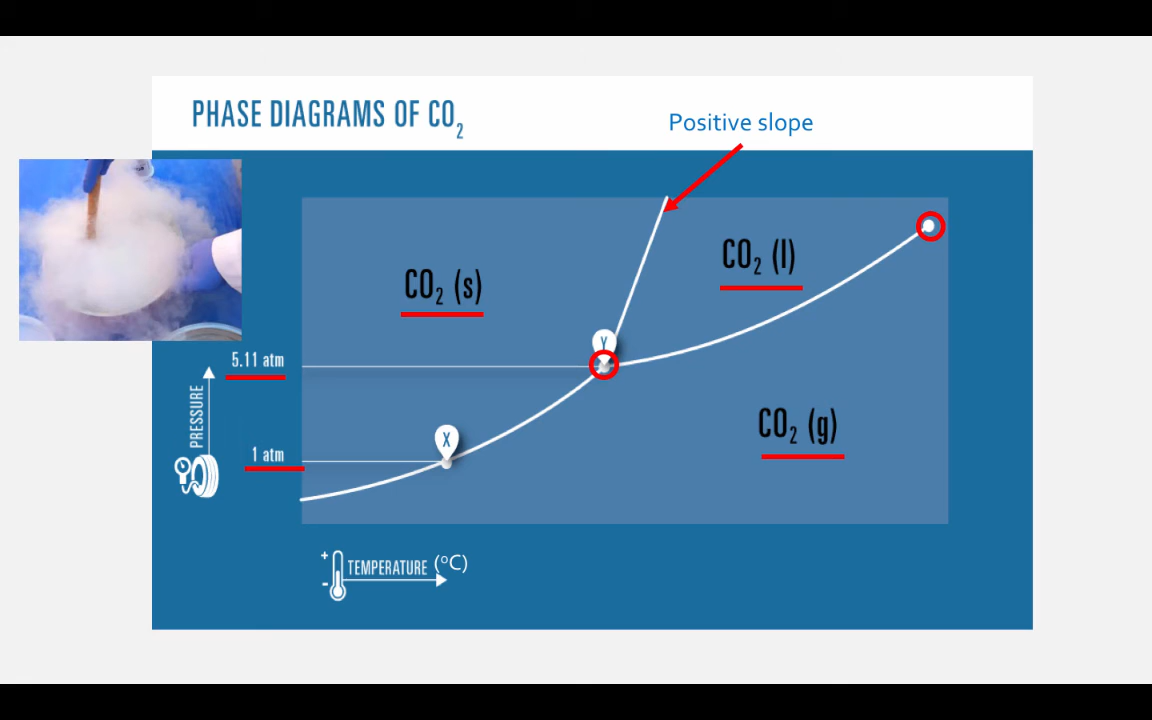 PHASE DIAGRAMS OF CO₂
Positive slope
CO₂ (s)
CO₂ (l)
Y
5.11 atm
PRESSURE
X
1 atm
CO₂ (g)
+
-
TEMPERATURE (°C)